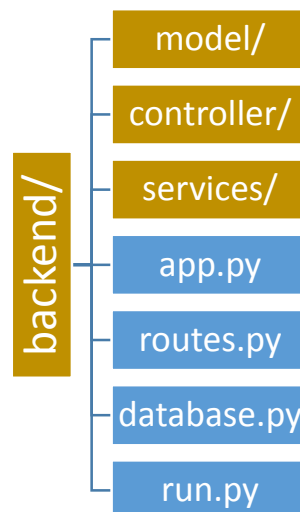 backend/
model/
controller/
services/
app.py
routes.py
database.py
run.py